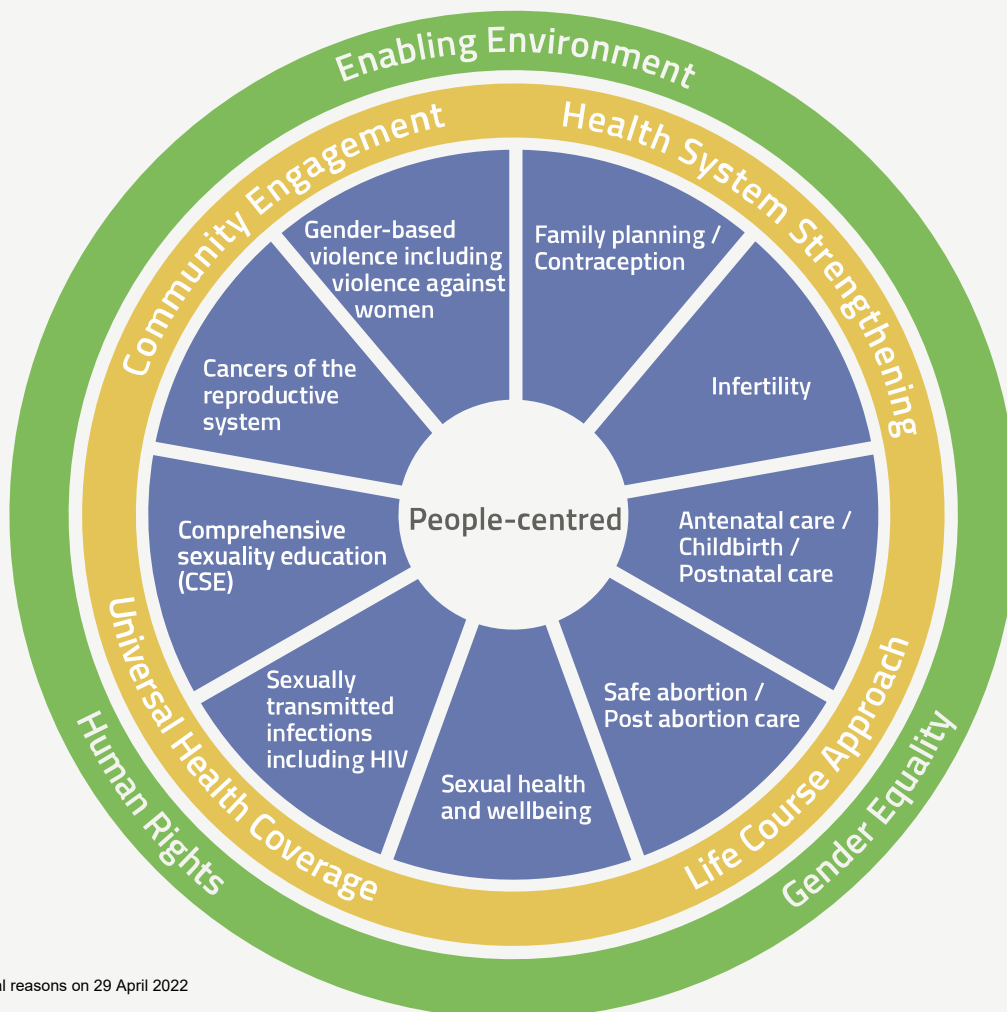 Enabling Environment
Community Engagement
Health System Strengthening
Gender-based
violence including
violence against
women
Family planning /
Contraception
Cancers of the
reproductive
system
Infertility
People-centred
Comprehensive
sexuality education
(CSE)
Antenatal care /
Childbirth /
Postnatal care
Sexually
transmitted
infections
including HIV
Safe abortion /
Post abortion care
Sexual health
and wellbeing
Universal Health Coverage
Life Course Approach
Human Rights
Gender Equality
reasons on 29 April 2022